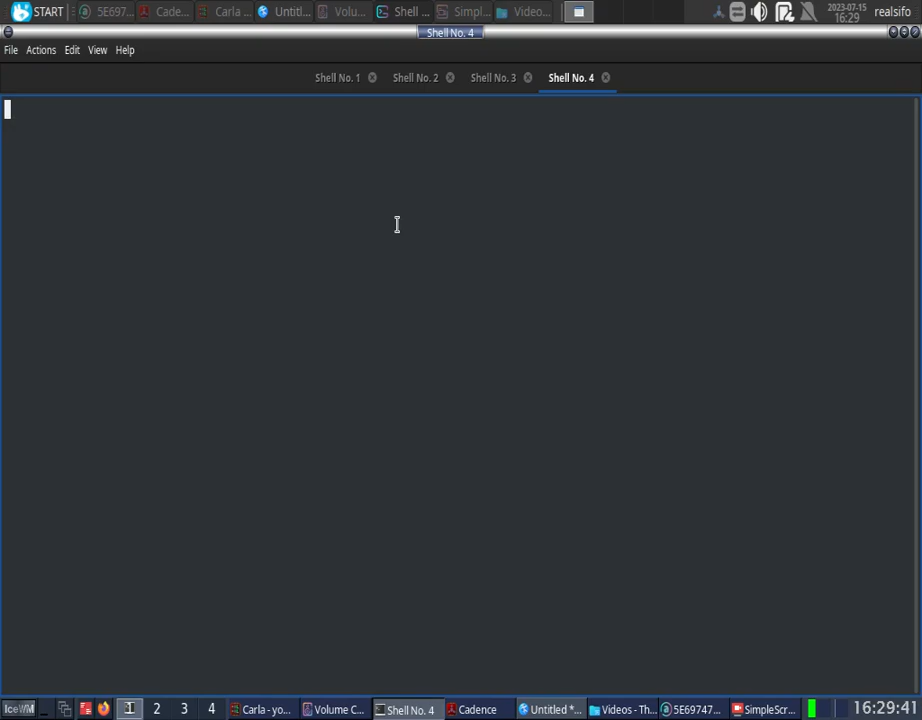 START 5E697... Cade... Carla ... Untitl... Volu... Shell ... Simpl... Video... 2023-07-15 16:29 realsifo
Shell No. 4
File Actions Edit View Help
Shell No. 1 Shell No. 2 Shell No. 3 Shell No. 4
IceWM 1 2 3 4 Carla - yo... Volume C... Shell No. 4 Cadence Untitled *... Videos - Th... 5E69747... SimpleScr... 16:29:41